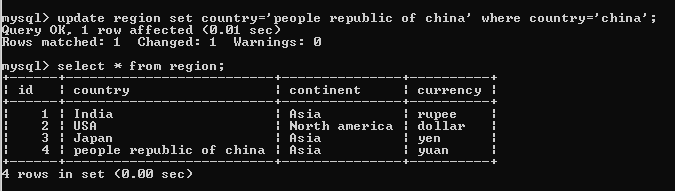 mysql> update region set country='people republic of china' where country='china';
Query OK, 1 row affected (0.01 sec)
Rows matched: 1  Changed: 1  Warnings: 0
mysql> select * from region;
+------+--------------------------+---------------+----------+
| id   | country                  | continent     | currency |
+------+--------------------------+---------------+----------+
|    1 | India                    | Asia          | rupee    |
|    2 | USA                      | North america | dollar   |
|    3 | Japan                    | Asia          | yen      |
|    4 | people republic of china | Asia          | yuan     |
+------+--------------------------+---------------+----------+
4 rows in set (0.00 sec)